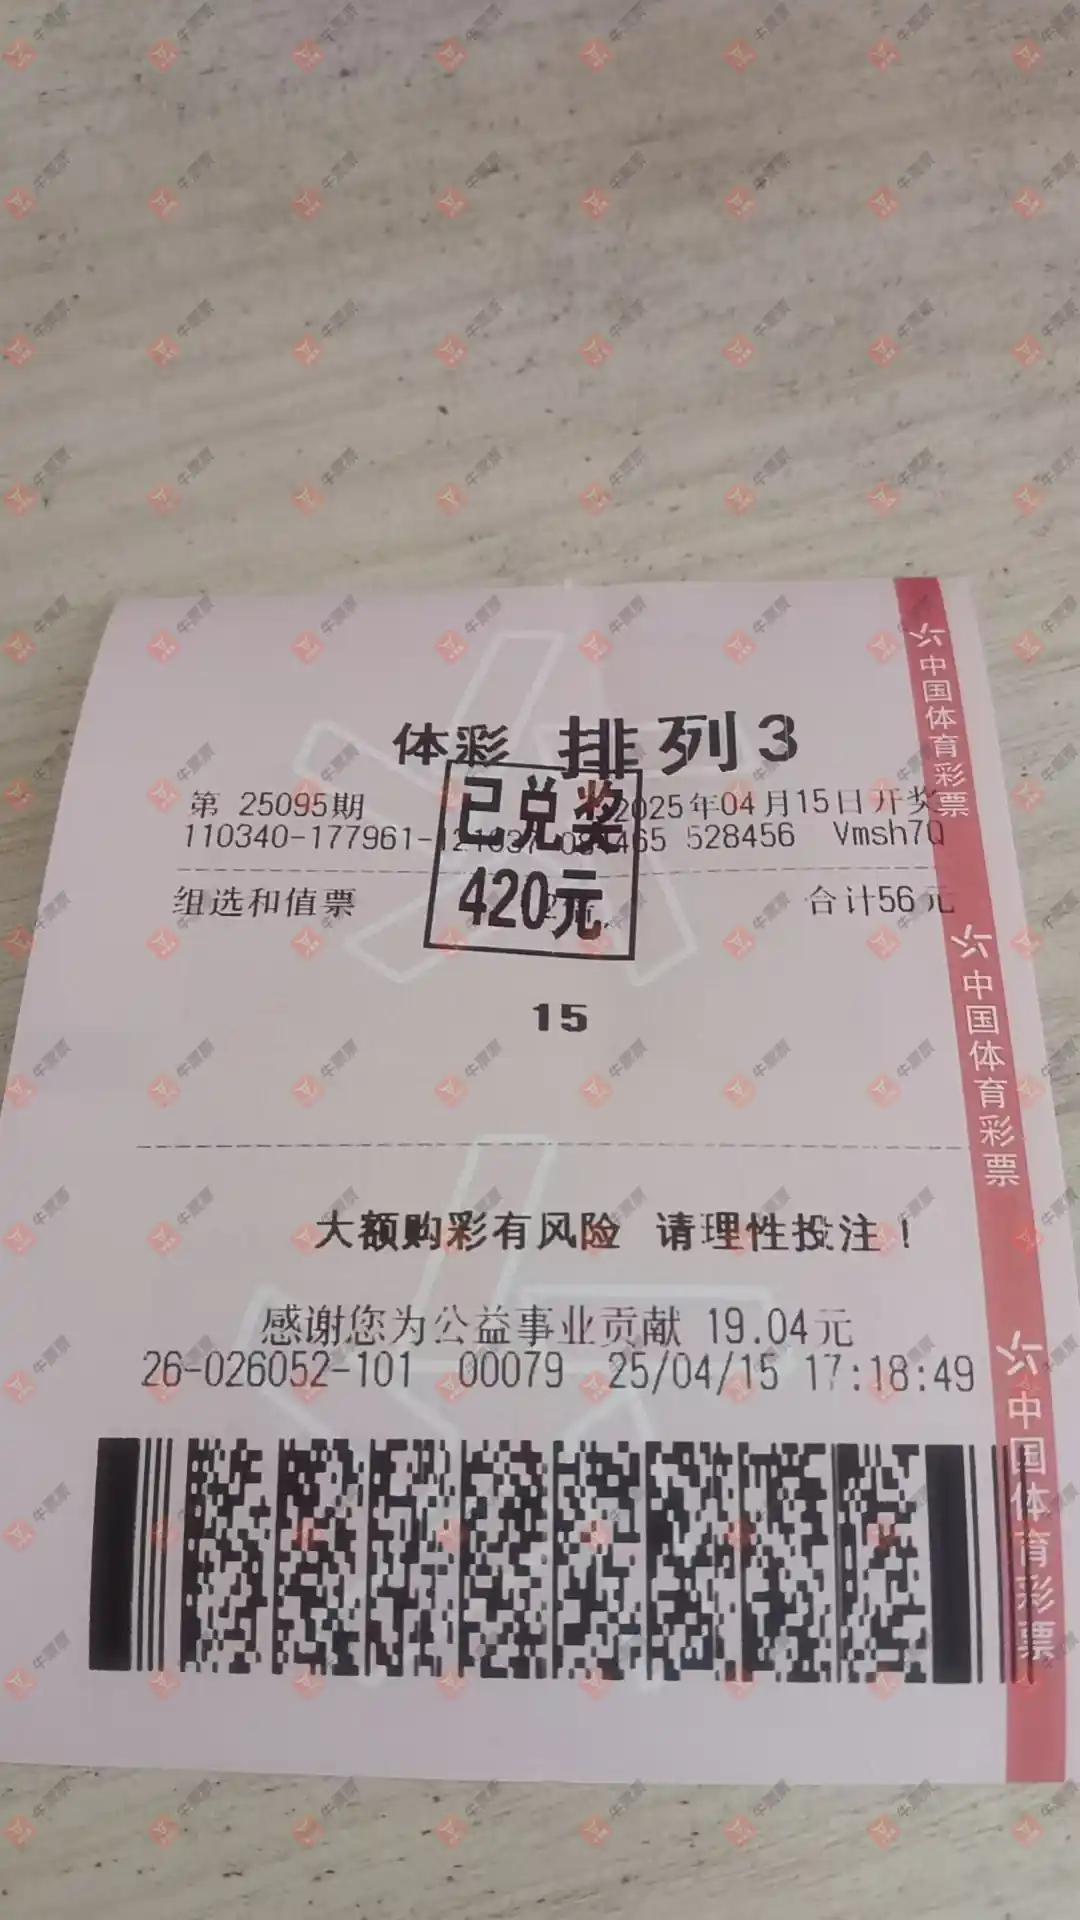 体彩 排列3
第 25095期 2025年04月15日开奖
110340-177961- 528456 Vmsh7Q
已兑奖
420元
组选和值票 合计56元
15
大额购彩有风险 请理性投注！
感谢您为公益事业贡献 19.04元
26-026052-101 00079 25/04/15 17:18:49
中国体育彩票
中国体育彩票
中国体育彩票
牛票票